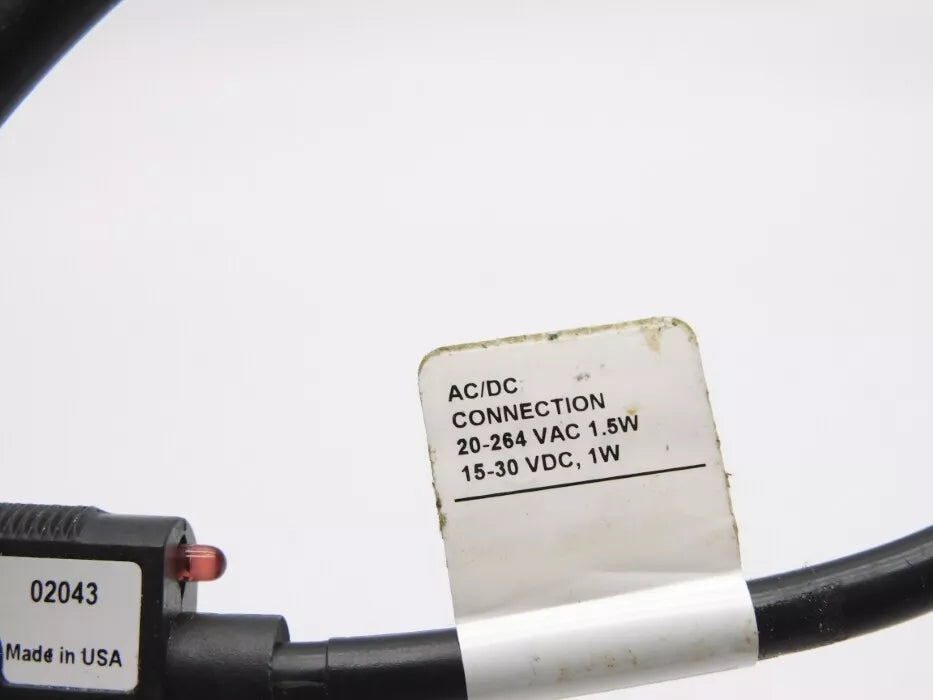 AC/DC
CONNECTION
20-264 VAC 1.5W
15-30 VDC, 1W
02043
Made in USA